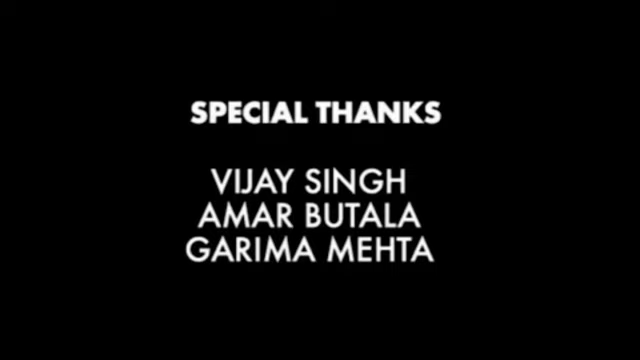 SPECIAL THANKS
VIJAY SINGH
AMAR BUTALA
GARIMA MEHTA